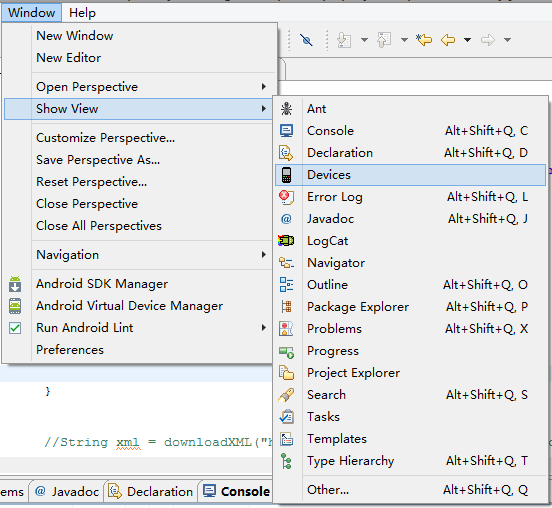 Window Help
New Window
New Editor
Open Perspective
Show View
Customize Perspective...
Save Perspective As...
Reset Perspective...
Close Perspective
Close All Perspectives
Navigation
Android SDK Manager
Android Virtual Device Manager
Run Android Lint
Preferences
Ant
Console Alt+Shift+Q, C
Declaration Alt+Shift+Q, D
Devices
Error Log Alt+Shift+Q, L
Javadoc Alt+Shift+Q, J
LogCat
Navigator
Outline Alt+Shift+Q, O
Package Explorer Alt+Shift+Q, P
Problems Alt+Shift+Q, X
Progress
Project Explorer
Search Alt+Shift+Q, S
Tasks
Templates
Type Hierarchy Alt+Shift+Q, T
Other... Alt+Shift+Q, Q
}
//String xml = downloadXML("h
ems @ Javadoc Declaration Console